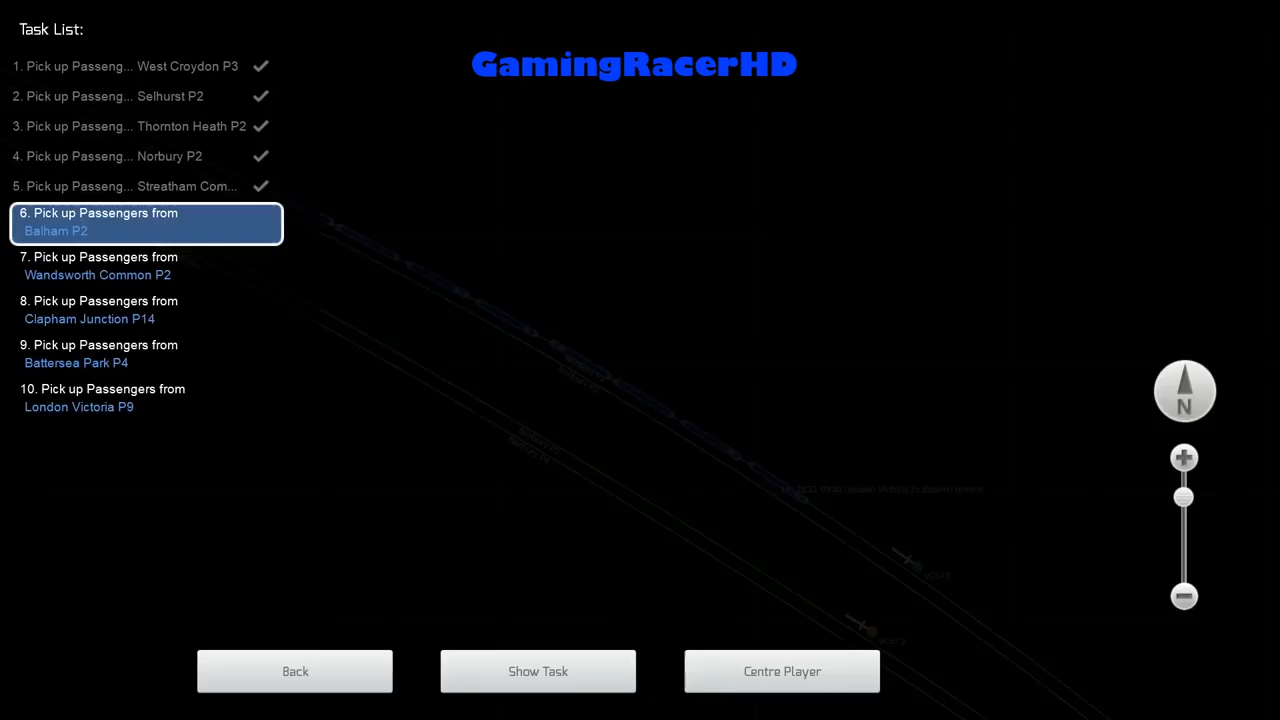 Task List:
GamingRacerHD
1. Pick up Passeng... West Croydon P3
2. Pick up Passeng... Selhurst P2
3. Pick up Passeng... Thornton Heath P2
4. Pick up Passeng... Norbury P2
5. Pick up Passeng... Streatham Com...
6. Pick up Passengers from
Balham P2
7. Pick up Passengers from
Wandsworth Common P2
8. Pick up Passengers from
Clapham Junction P14
9. Pick up Passengers from
Battersea Park P4
10. Pick up Passengers from
London Victoria P9
N
Back
Show Task
Centre Player